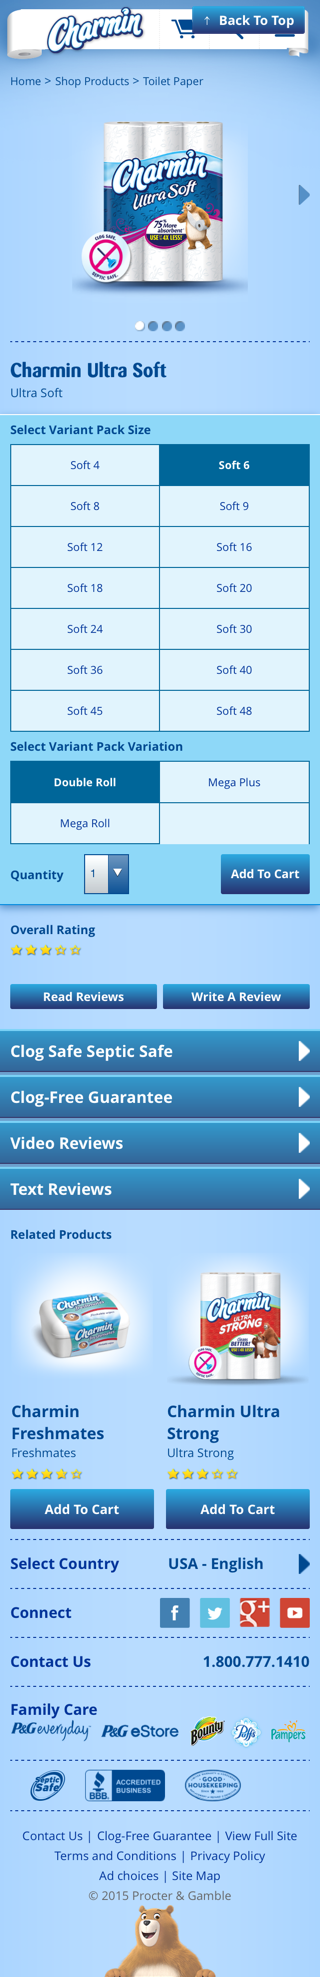 Charmin
↑ Back To Top
Home > Shop Products > Toilet Paper
Charmin
Ultra Soft
75% More
absorbent
USE UP TO 4X LESS!
CLOG SAFE.
SEPTIC SAFE.
Charmin Ultra Soft
Ultra Soft
Select Variant Pack Size
Soft 4
Soft 6
Soft 8
Soft 9
Soft 12
Soft 16
Soft 18
Soft 20
Soft 24
Soft 30
Soft 36
Soft 40
Soft 45
Soft 48
Select Variant Pack Variation
Double Roll
Mega Plus
Mega Roll
Quantity
1
Add To Cart
Overall Rating
Read Reviews
Write A Review
Clog Safe Septic Safe
Clog-Free Guarantee
Video Reviews
Text Reviews
Related Products
Charmin
Charmin
Charmin
ULTRA
STRONG
Charmin
Freshmates
Freshmates
Charmin Ultra
Strong
Ultra Strong
Add To Cart
Add To Cart
Select Country
USA - English
Connect
Contact Us
1.800.777.1410
Family Care
P&G everyday
P&G eStore
Bounty
Puffs
Pampers
Septic
Safe
BBB.
ACCREDITED
BUSINESS
GOOD
HOUSEKEEPING
Contact Us | Clog-Free Guarantee | View Full Site
Terms and Conditions | Privacy Policy
Ad choices | Site Map
© 2015 Procter & Gamble